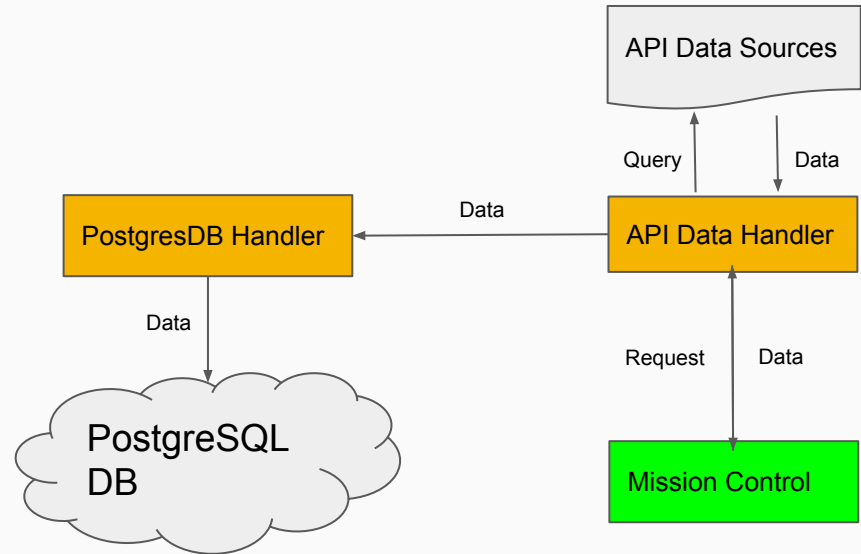 API Data Sources
Query
Data
Data
PostgresDB Handler
API Data Handler
Data
Request
Data
PostgreSQL
DB
Mission Control